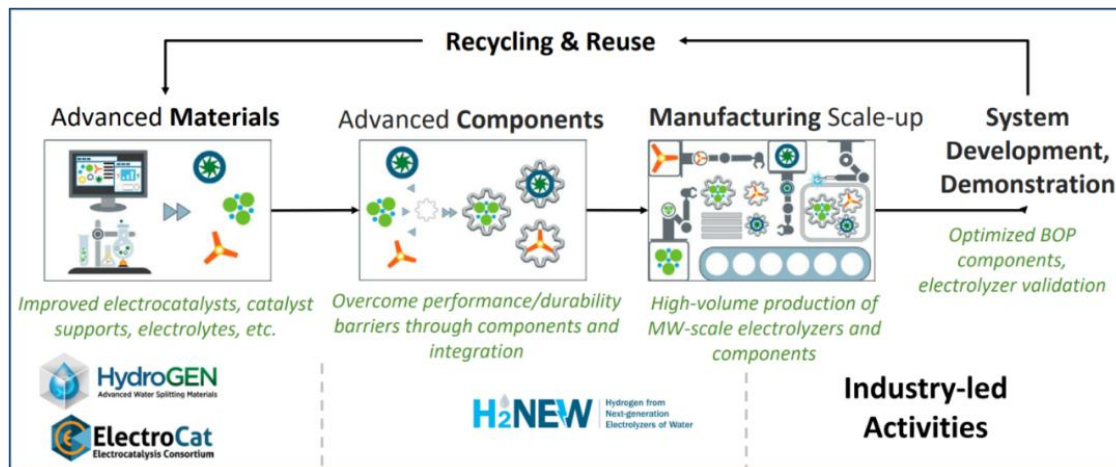 Recycling & Reuse
Advanced Materials
Advanced Components
Manufacturing Scale-up
System
Development,
Demonstration
Improved electrocatalysts, catalyst
supports, electrolytes, etc.
Overcome performance/durability
barriers through components and
integration
High-volume production of
MW-scale electrolyzers and
components
Optimized BOP
components,
electrolyzer validation
HydroGEN
Advanced Water Splitting Materials
ElectroCat
Electrocatalysis Consortium
H2NEW
Hydrogen from
Next-generation
Electrolyzers of Water
Industry-led
Activities